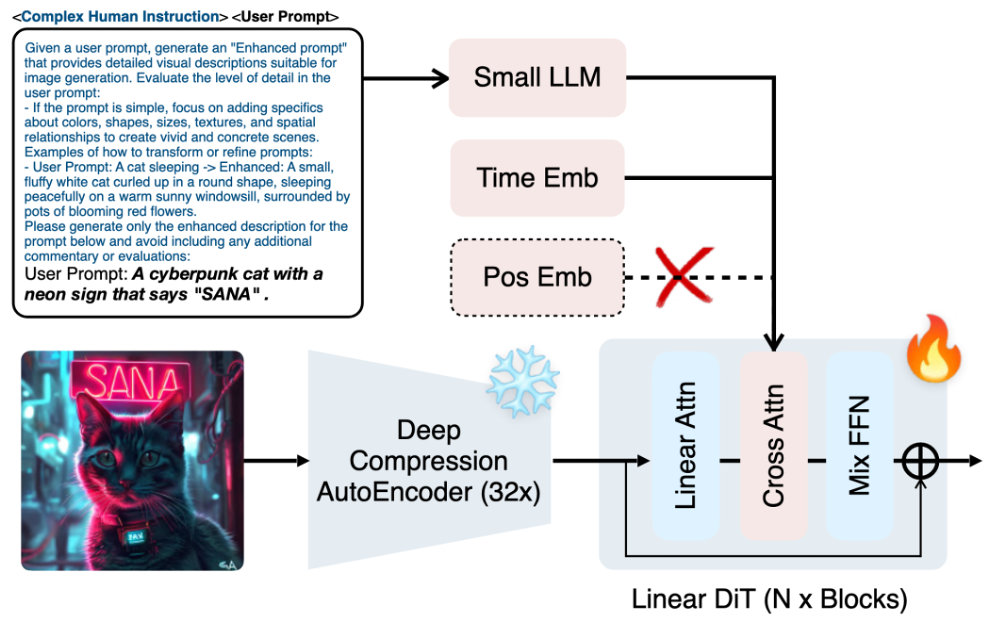 <Complex Human Instruction> <User Prompt>
Given a user prompt, generate an "Enhanced prompt"
that provides detailed visual descriptions suitable for
image generation. Evaluate the level of detail in the
user prompt:
- If the prompt is simple, focus on adding specifics
about colors, shapes, sizes, textures, and spatial
relationships to create vivid and concrete scenes.
Examples of how to transform or refine prompts:
- User Prompt: A cat sleeping -> Enhanced: A small,
fluffy white cat curled up in a round shape, sleeping
peacefully on a warm sunny windowsill, surrounded by
pots of blooming red flowers.
Please generate only the enhanced description for the
prompt below and avoid including any additional
commentary or evaluations:
User Prompt: A cyberpunk cat with a
neon sign that says "SANA" .
Small LLM
Time Emb
Pos Emb
SANA
Deep
Compression
AutoEncoder (32x)
Linear Attn
Cross Attn
Mix FFN
Linear DiT (N x Blocks)